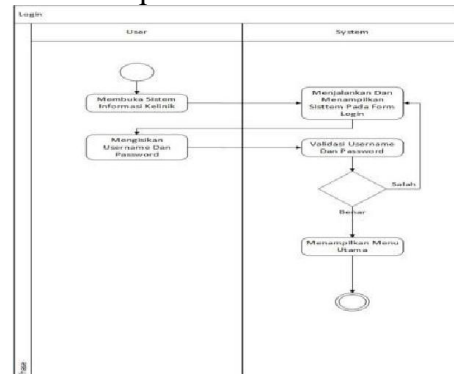 Login
User
System
Membuka Sistem
Informasi Kelinik
Menjalankan Dan
Menampilkan
Sisttem Pada Form
Login
Mengisikan
Username Dan
Password
Validasi Username
Dan Password
Salah
Benar
Menampilkan Menu
Utama